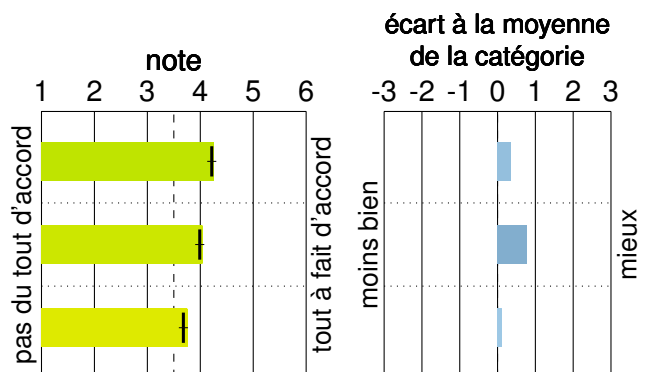 note
1 2 3 4 5 6
pas du tout d'accord
tout à fait d'accord
écart à la moyenne
de la catégorie
-3 -2 -1 0 1 2 3
moins bien
mieux